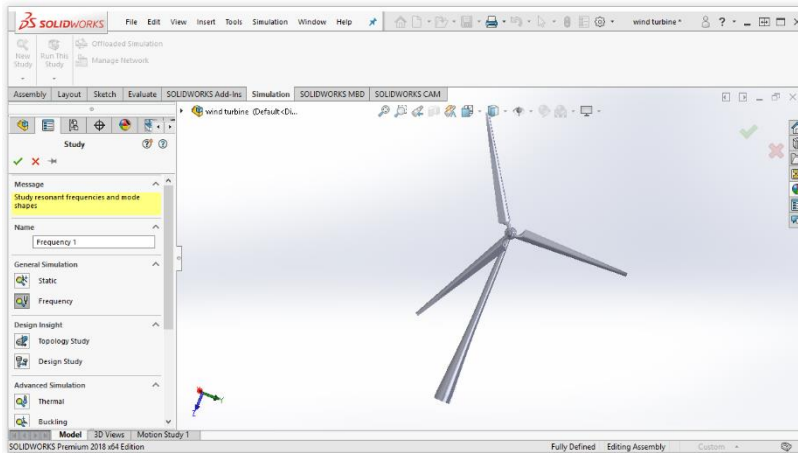 SOLIDWORKS File Edit View Insert Tools Simulation Window Help wind turbine *
New Study Run This Study Offloaded Simulation
Manage Network
Assembly Layout Sketch Evaluate SOLIDWORKS Add-Ins Simulation SOLIDWORKS MBD SOLIDWORKS CAM
wind turbine (Default<Di...
Study
Message
Study resonant frequencies and mode
shapes
Name
Frequency 1
General Simulation
Static
Frequency
Design Insight
Topology Study
Design Study
Advanced Simulation
Thermal
Buckling
Model 3D Views Motion Study 1
SOLIDWORKS Premium 2018 x64 Edition Fully Defined Editing Assembly Custom